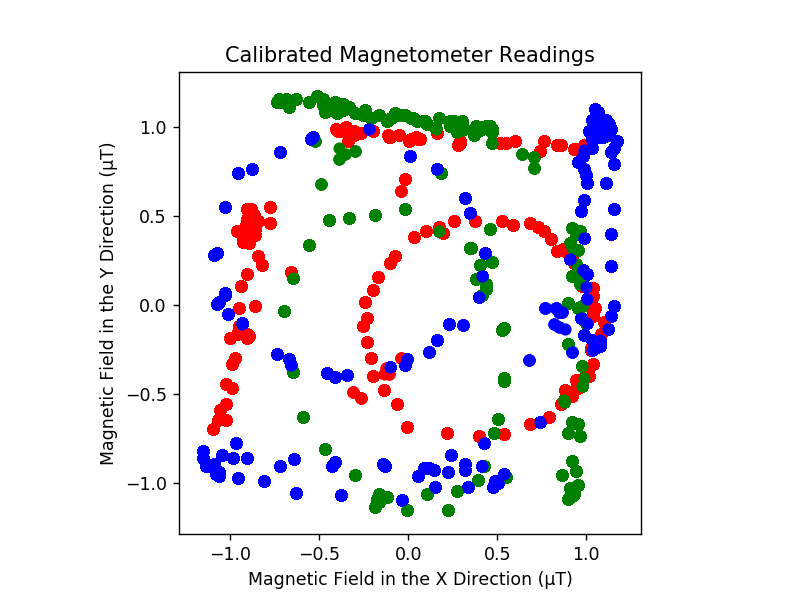 Calibrated Magnetometer Readings
Magnetic Field in the Y Direction (μT)
1.0
0.5
0.0
−0.5
−1.0
−1.0 −0.5 0.0 0.5 1.0
Magnetic Field in the X Direction (μT)